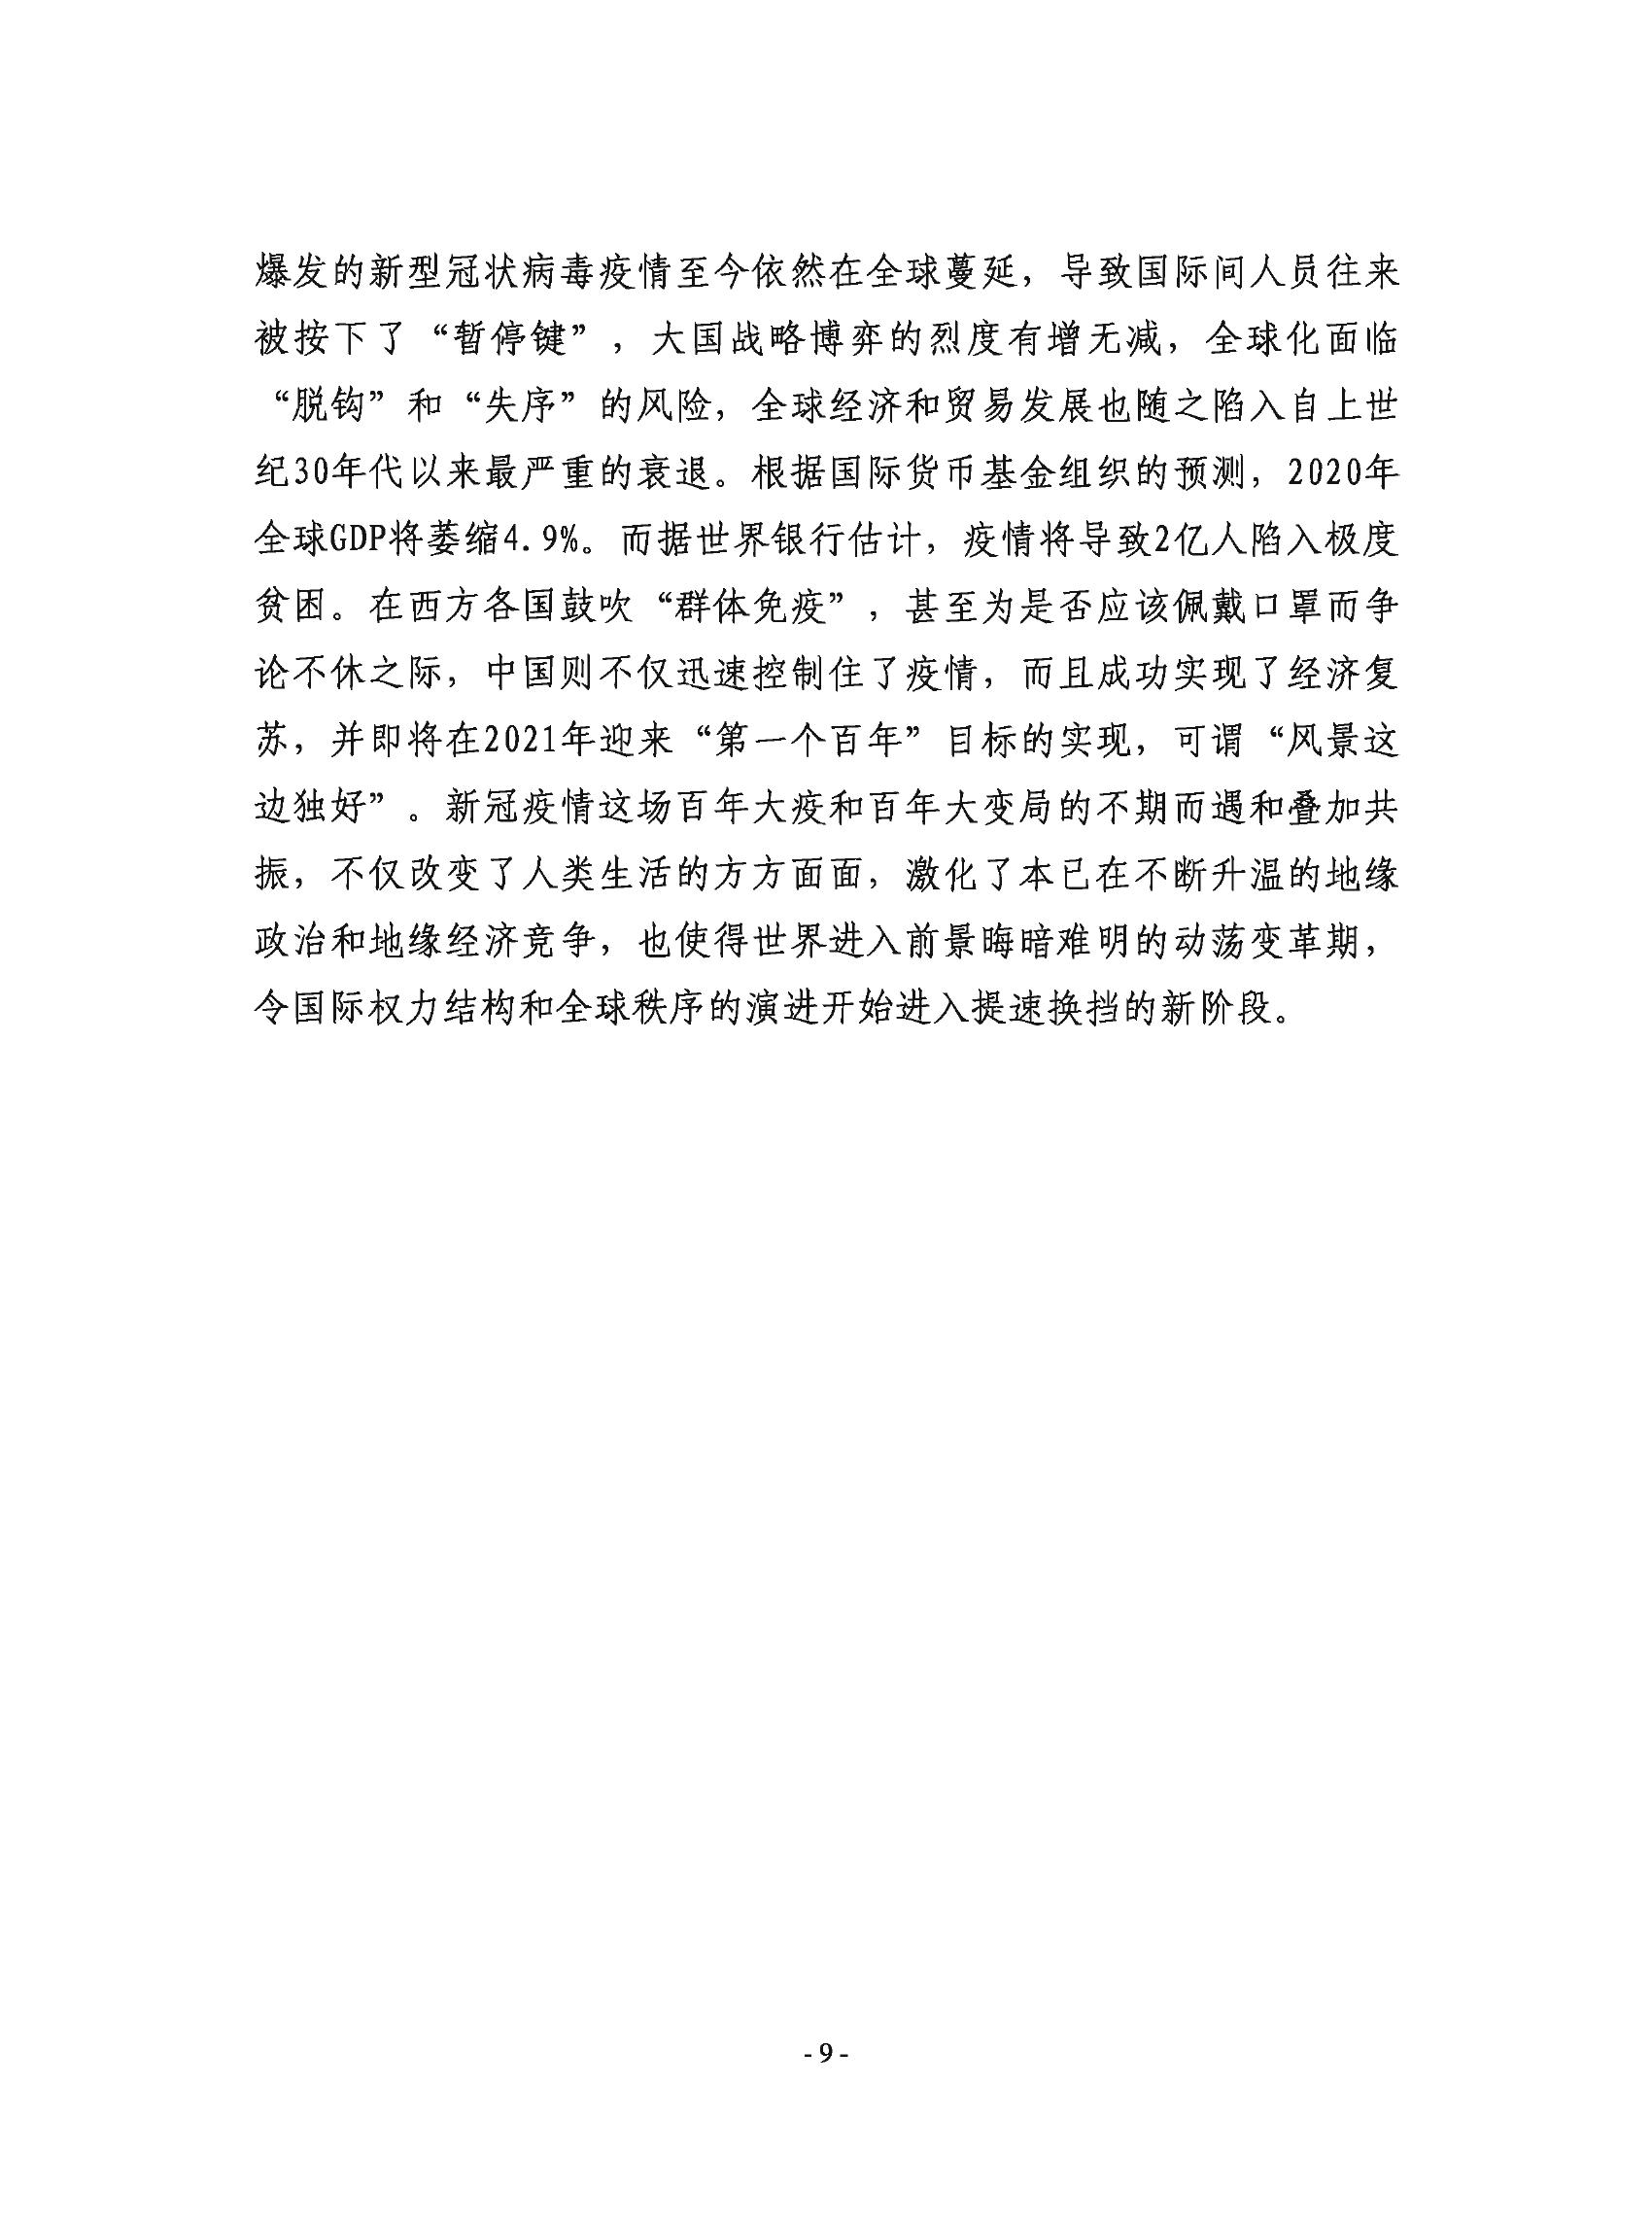 爆发的新型冠状病毒疫情至今依然在全球蔓延，导致国际间人员往来
被按下了“暂停键”，大国战略博弈的烈度有增无减，全球化面临
“脱钩”和“失序”的风险，全球经济和贸易发展也随之陷入自上世
纪30年代以来最严重的衰退。根据国际货币基金组织的预测，2020年
全球GDP将萎缩4.9%。而据世界银行估计，疫情将导致2亿人陷入极度
贫困。在西方各国鼓吹“群体免疫”，甚至为是否应该佩戴口罩而争
论不休之际，中国则不仅迅速控制住了疫情，而且成功实现了经济复
苏，并即将在2021年迎来“第一个百年”目标的实现，可谓“风景这
边独好”。新冠疫情这场百年大疫和百年大变局的不期而遇和叠加共
振，不仅改变了人类生活的方方面面，激化了本已在不断升温的地缘
政治和地缘经济竞争，也使得世界进入前景晦暗难明的动荡变革期，
令国际权力结构和全球秩序的演进开始进入提速换挡的新阶段。
- 9 -